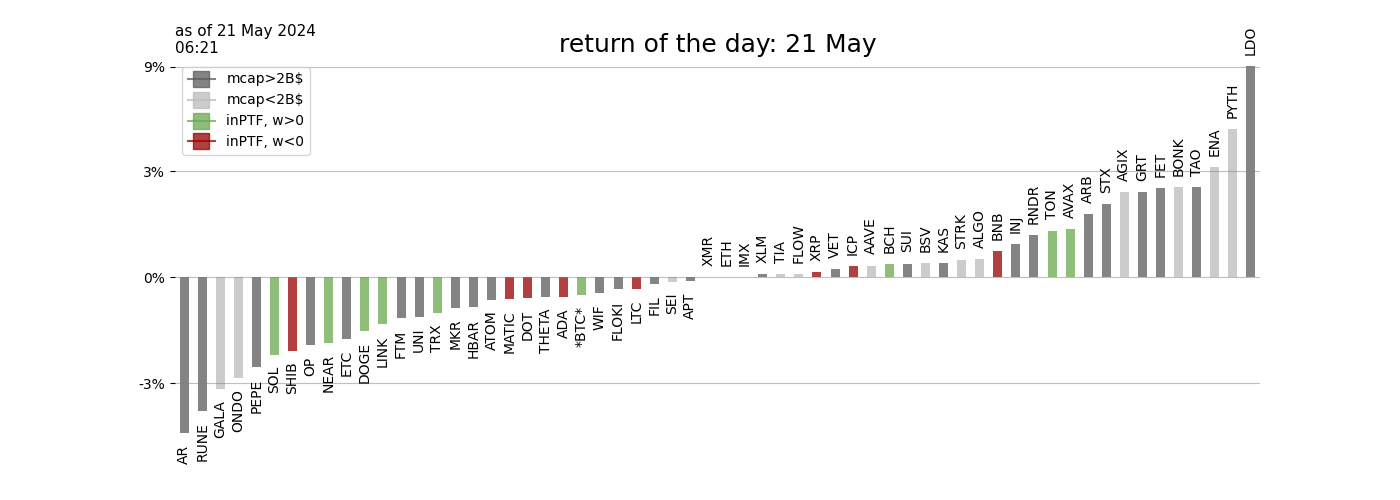 as of 21 May 2024
06:21
return of the day: 21 May
9%
3%
0%
-3%
mcap>2B$
mcap<2B$
inPTF, w>0
inPTF, w<0
AR
RUNE
GALA
ONDO
PEPE
SOL
SHIB
OP
NEAR
ETC
DOGE
LINK
FTM
UNI
TRX
MKR
HBAR
ATOM
MATIC
DOT
THETA
ADA
*BTC*
WIF
FLOKI
LTC
FIL
SEI
APT
XMR
ETH
IMX
XLM
TIA
FLOW
XRP
VET
ICP
AAVE
BCH
SUI
BSV
KAS
STRK
ALGO
BNB
INJ
RNDR
TON
AVAX
ARB
STX
AGIX
GRT
FET
BONK
TAO
ENA
PYTH
LDO